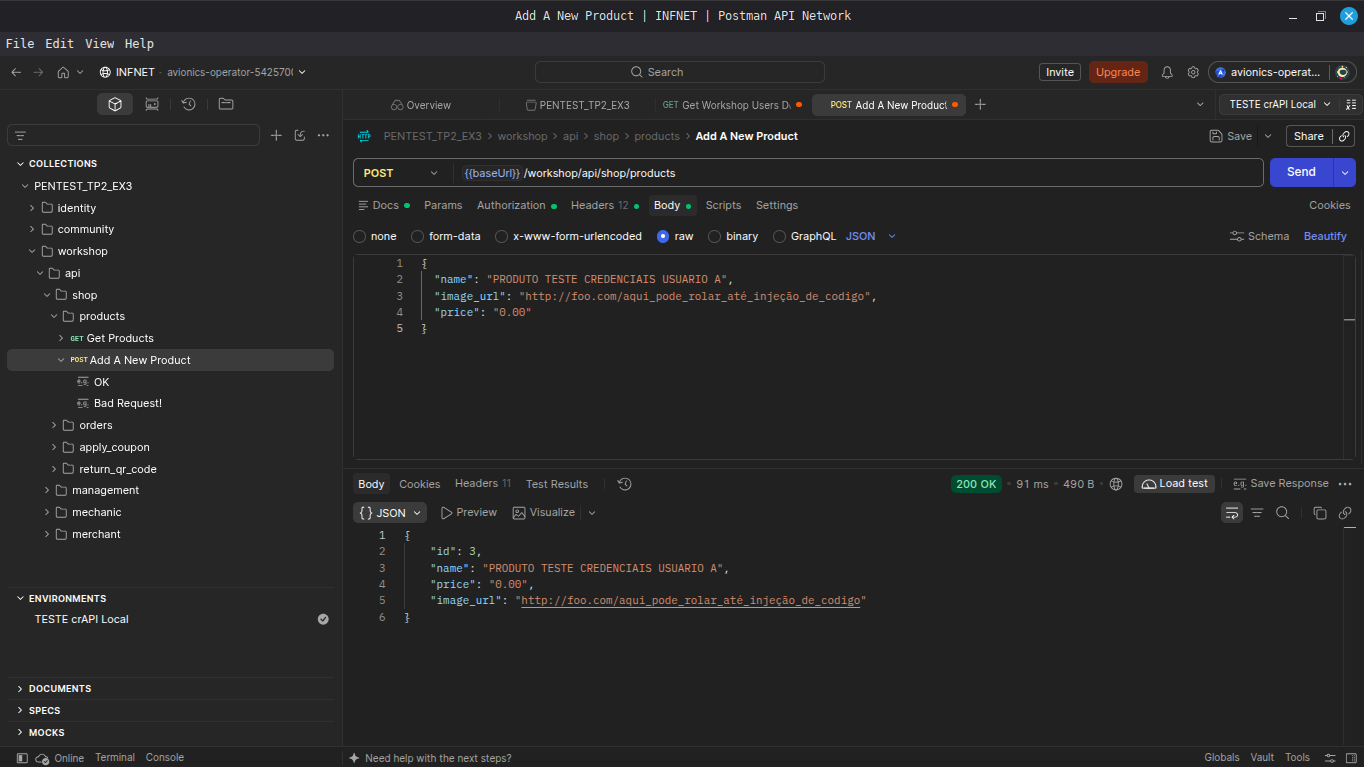 Add A New Product | INFNET | Postman API Network
File Edit View Help
INFNET · avionics-operator-5425700
Search
Invite
Upgrade
avionics-operat...
Overview
PENTEST_TP2_EX3
GET Get Workshop Users D
POST Add A New Product
TESTE crAPI Local
PENTEST_TP2_EX3 > workshop > api > shop > products > Add A New Product
Save
Share
POST
{{baseUrl}} /workshop/api/shop/products
Send
Docs
Params
Authorization
Headers 12
Body
Scripts
Settings
Cookies
none
form-data
x-www-form-urlencoded
raw
binary
GraphQL
JSON
Schema
Beautify
1 {
2 "name": "PRODUTO TESTE CREDENCIAIS USUARIO A",
3 "image_url": "http://foo.com/aqui_pode_rolar_até_injeção_de_codigo",
4 "price": "0.00"
5 }
COLLECTIONS
PENTEST_TP2_EX3
identity
community
workshop
api
shop
products
GET Get Products
POST Add A New Product
e.g. OK
e.g. Bad Request!
orders
apply_coupon
return_qr_code
management
mechanic
merchant
ENVIRONMENTS
TESTE crAPI Local
DOCUMENTS
SPECS
MOCKS
Body
Cookies
Headers 11
Test Results
200 OK · 91 ms · 490 B
Load test
e.g. Save Response
{} JSON
Preview
Visualize
1 {
2 "id": 3,
3 "name": "PRODUTO TESTE CREDENCIAIS USUARIO A",
4 "price": "0.00",
5 "image_url": "http://foo.com/aqui_pode_rolar_até_injeção_de_codigo"
6 }
Online
Terminal
Console
Need help with the next steps?
Globals
Vault
Tools